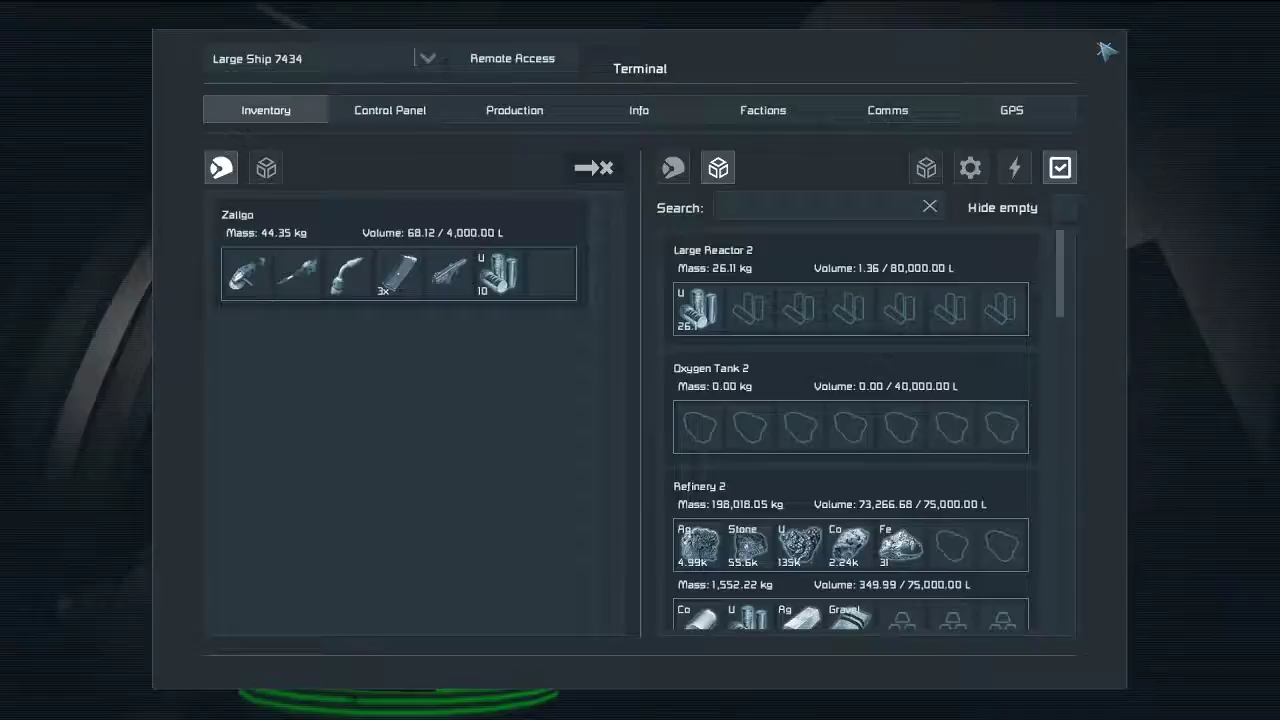 Large Ship 7434
Remote Access
Terminal
Inventory
Control Panel
Production
Info
Factions
Comms
GPS
Zallgo
Mass: 44.35 kg
Volume: 68.12 / 4,000.00 L
3x
U
10
Search:
Hide empty
Large Reactor 2
Mass: 26.11 kg
Volume: 1.36 / 80,000.00 L
U
26.1
Oxygen Tank 2
Mass: 0.00 kg
Volume: 0.00 / 40,000.00 L
Refinery 2
Mass: 198,018.05 kg
Volume: 73,266.68 / 75,000.00 L
Ag
Stone
U
Co
Fe
4.99k
55.6k
135k
2.24k
31
Mass: 1,552.22 kg
Volume: 349.99 / 75,000.00 L
Co
U
Ag
Gravel